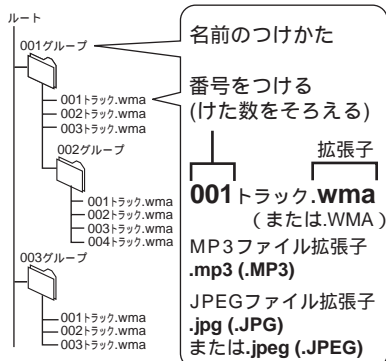 ルート
001グループ
001トラック.wma
002トラック.wma
003トラック.wma
002グループ
001トラック.wma
002トラック.wma
003トラック.wma
004トラック.wma
003グループ
001トラック.wma
002トラック.wma
003トラック.wma
名前のつけかた
番号をつける
(けた数をそろえる)
拡張子
001トラック.wma
(または.WMA)
MP3ファイル拡張子
.mp3 (.MP3)
JPEGファイル拡張子
.jpg (.JPG)
または.jpeg (.JPEG)